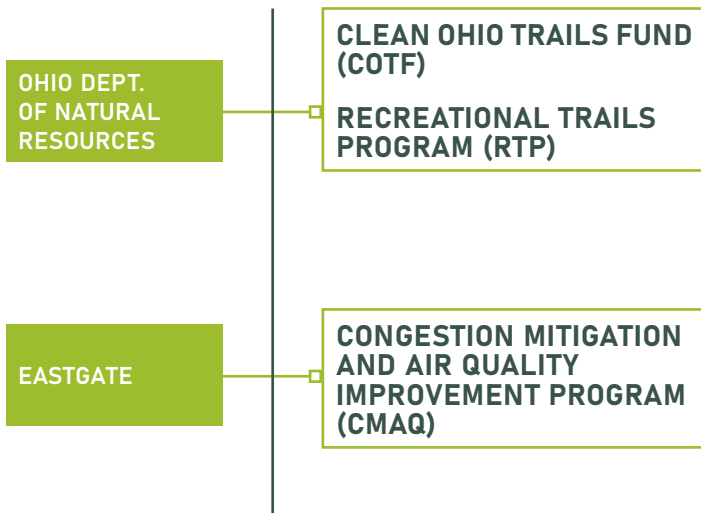 OHIO DEPT.
OF NATURAL
RESOURCES
CLEAN OHIO TRAILS FUND
(COTF)
RECREATIONAL TRAILS
PROGRAM (RTP)
EASTGATE
CONGESTION MITIGATION
AND AIR QUALITY
IMPROVEMENT PROGRAM
(CMAQ)